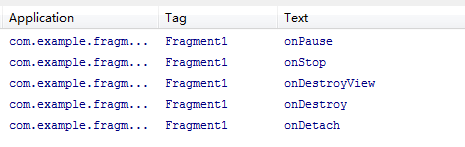 Application Tag Text
com.example.fragm... Fragment1 onPause
com.example.fragm... Fragment1 onStop
com.example.fragm... Fragment1 onDestroyView
com.example.fragm... Fragment1 onDestroy
com.example.fragm... Fragment1 onDetach